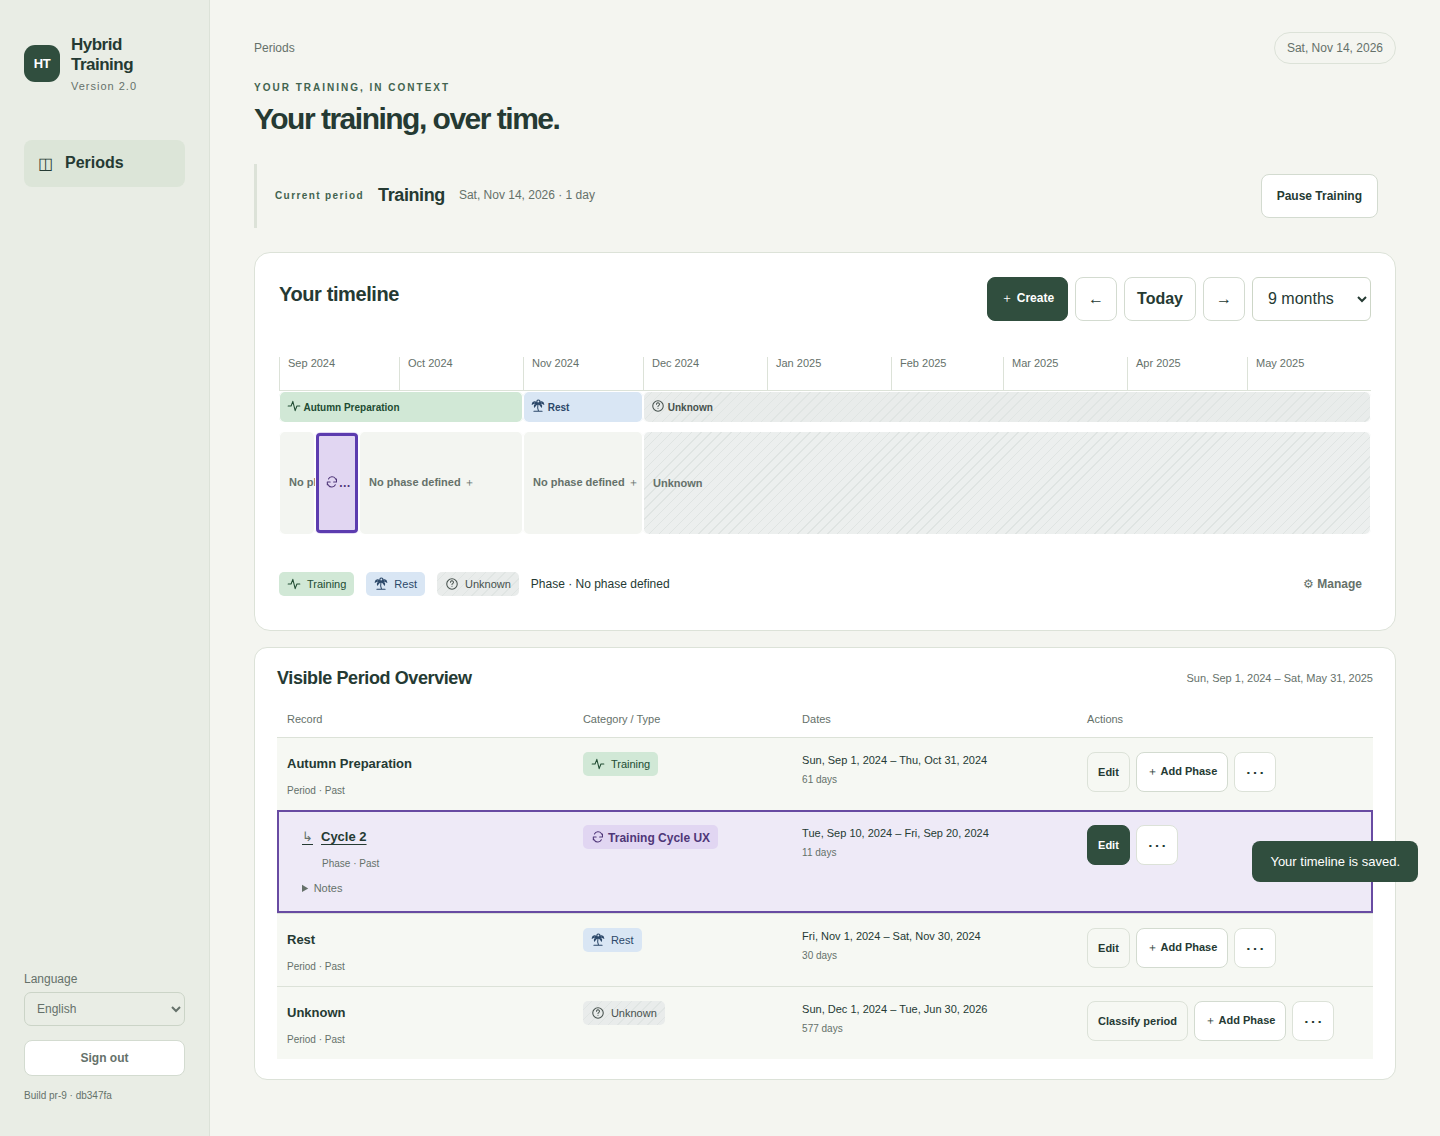 HT
Hybrid
Training
Version 2.0
Periods
Language
English
Sign out
Build pr-9 · db347fa
Periods
Sat, Nov 14, 2026
YOUR TRAINING, IN CONTEXT
Your training, over time.
Current period Training Sat, Nov 14, 2026 · 1 day
Pause Training
Your timeline
+ Create
←
Today
→
9 months
Sep 2024 Oct 2024 Nov 2024 Dec 2024 Jan 2025 Feb 2025 Mar 2025 Apr 2025 May 2025
Autumn Preparation Rest Unknown
No pl ... No phase defined + No phase defined + Unknown
Training Rest Unknown Phase · No phase defined
⚙ Manage
Visible Period Overview
Sun, Sep 1, 2024 – Sat, May 31, 2025
Record Category / Type Dates Actions
Autumn Preparation
Period · Past
Training
Sun, Sep 1, 2024 – Thu, Oct 31, 2024
61 days
Edit + Add Phase ···
↳ Cycle 2
Phase · Past
▶ Notes
Training Cycle UX
Tue, Sep 10, 2024 – Fri, Sep 20, 2024
11 days
Edit ···
Your timeline is saved.
Rest
Period · Past
Rest
Fri, Nov 1, 2024 – Sat, Nov 30, 2024
30 days
Edit + Add Phase ···
Unknown
Period · Past
Unknown
Sun, Dec 1, 2024 – Tue, Jun 30, 2026
577 days
Classify period + Add Phase ···